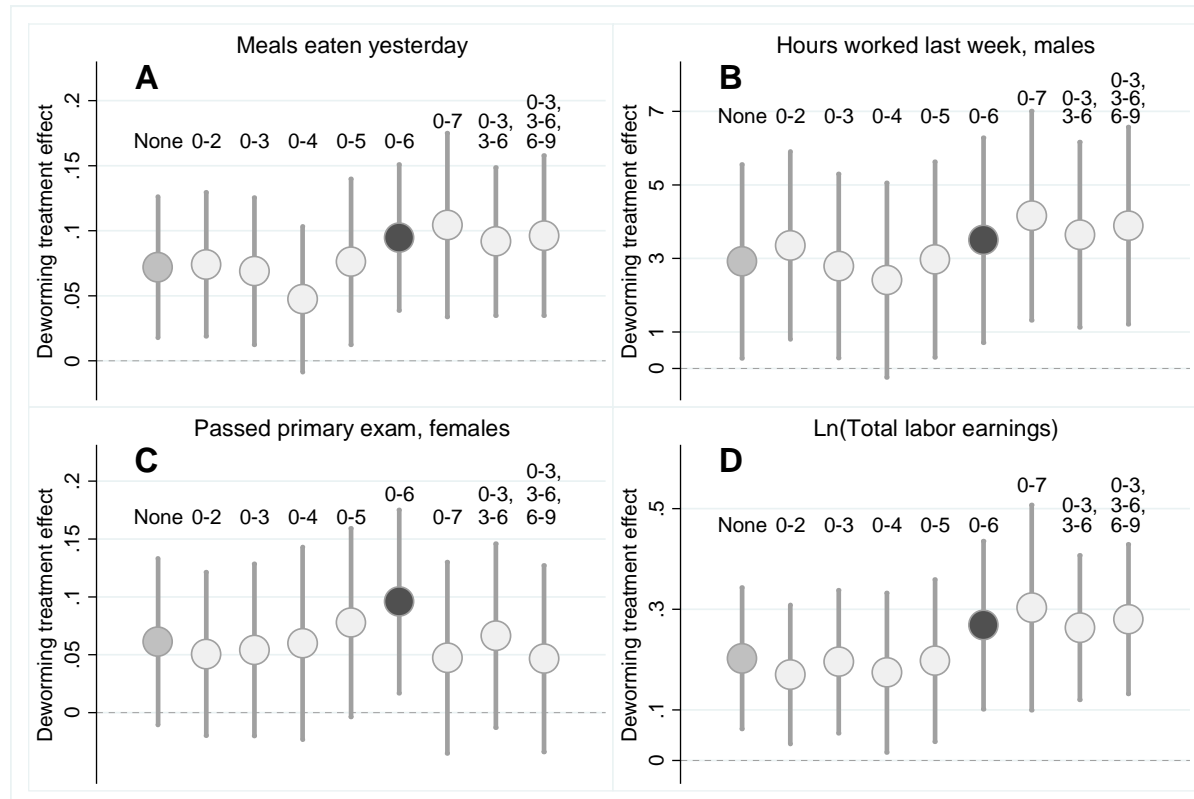 Meals eaten yesterday
A
Deworming treatment effect
.2
.15
.1
.05
0
None 0-2 0-3 0-4 0-5 0-6 0-7 0-3, 0-3,
3-6 3-6,
6-9
Hours worked last week, males
B
Deworming treatment effect
7
5
3
1
0
None 0-2 0-3 0-4 0-5 0-6 0-7 0-3, 0-3,
3-6 3-6,
6-9
Passed primary exam, females
C
Deworming treatment effect
.2
.15
.1
.05
0
None 0-2 0-3 0-4 0-5 0-6 0-7 0-3, 0-3,
3-6 3-6,
6-9
Ln(Total labor earnings)
D
Deworming treatment effect
.5
.3
.1
0
None 0-2 0-3 0-4 0-5 0-6 0-7 0-3, 0-3,
3-6 3-6,
6-9